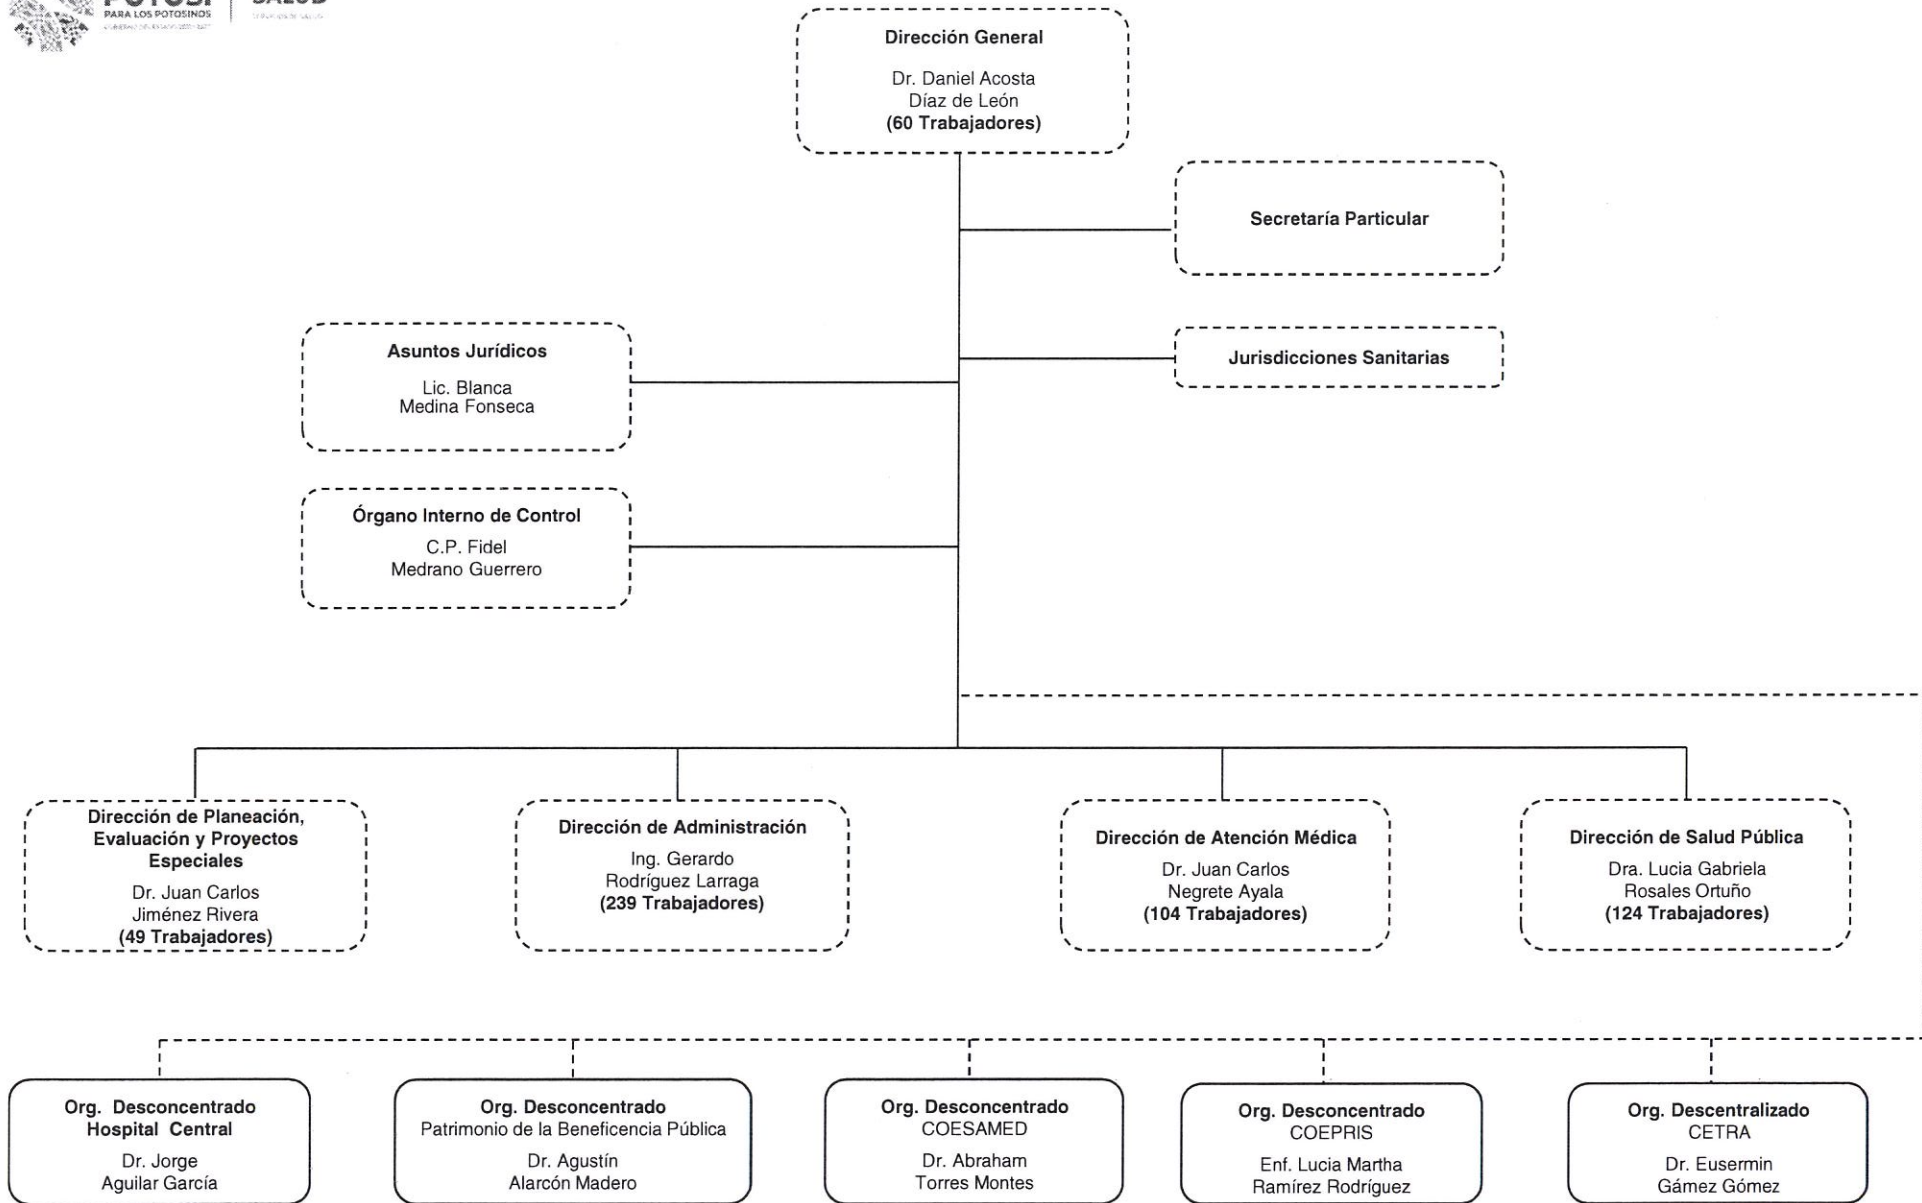 POTOSÍ
PARA LOS POTOSINOS
SALUD
Dirección General
Dr. Daniel Acosta
Díaz de León
(60 Trabajadores)
Secretaría Particular
Jurisdicciones Sanitarias
Asuntos Jurídicos
Lic. Blanca
Medina Fonseca
Órgano Interno de Control
C.P. Fidel
Medrano Guerrero
Dirección de Planeación,
Evaluación y Proyectos
Especiales
Dr. Juan Carlos
Jiménez Rivera
(49 Trabajadores)
Dirección de Administración
Ing. Gerardo
Rodríguez Larraga
(239 Trabajadores)
Dirección de Atención Médica
Dr. Juan Carlos
Negrete Ayala
(104 Trabajadores)
Dirección de Salud Pública
Dra. Lucia Gabriela
Rosales Ortuño
(124 Trabajadores)
Org. Desconcentrado
Hospital Central
Dr. Jorge
Aguilar García
Org. Desconcentrado
Patrimonio de la Beneficencia Pública
Dr. Agustín
Alarcón Madero
Org. Desconcentrado
COESAMED
Dr. Abraham
Torres Montes
Org. Desconcentrado
COEPRIS
Enf. Lucia Martha
Ramírez Rodríguez
Org. Descentralizado
CETRA
Dr. Eusermin
Gámez Gómez